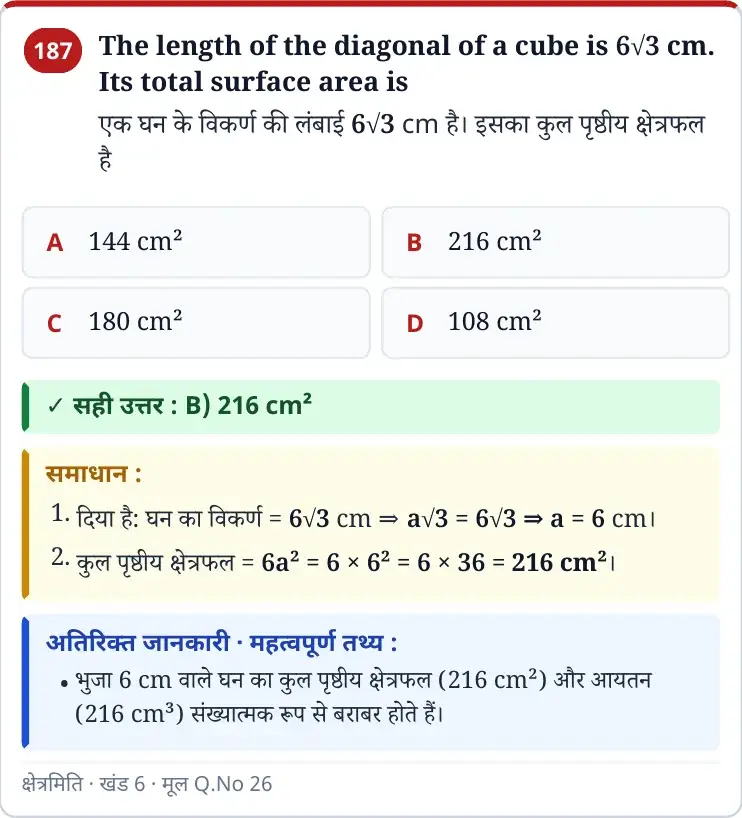 187
The length of the diagonal of a cube is 6√3 cm.
Its total surface area is
एक घन के विकर्ण की लंबाई 6√3 cm है। इसका कुल पृष्ठीय क्षेत्रफल
है
A 144 cm²
B 216 cm²
C 180 cm²
D 108 cm²
✓ सही उत्तर : B) 216 cm²
समाधान :
1. दिया है: घन का विकर्ण = 6√3 cm ⇒ a√3 = 6√3 ⇒ a = 6 cm।
2. कुल पृष्ठीय क्षेत्रफल = 6a² = 6 × 6² = 6 × 36 = 216 cm²।
अतिरिक्त जानकारी · महत्वपूर्ण तथ्य :
• भुजा 6 cm वाले घन का कुल पृष्ठीय क्षेत्रफल (216 cm²) और आयतन
(216 cm³) संख्यात्मक रूप से बराबर होते हैं।
क्षेत्रमिति · खंड 6 · मूल Q.No 26